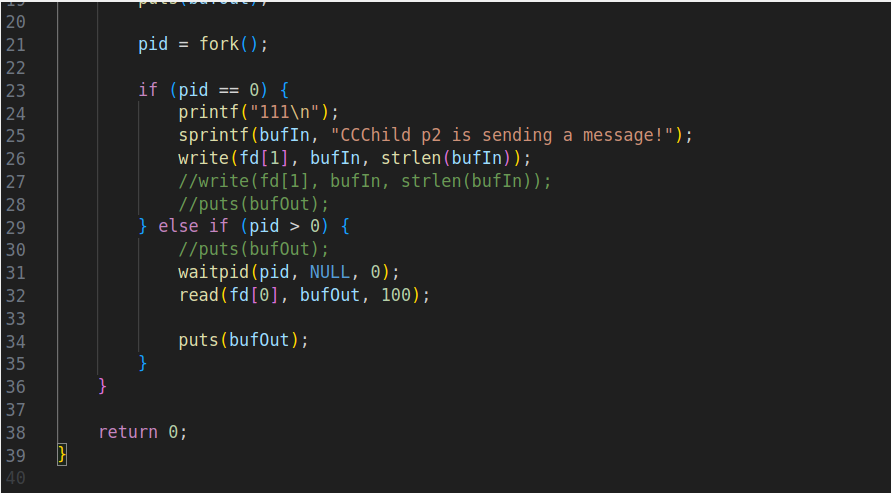 19 puts(bufOut);
20
21 pid = fork();
22
23 if (pid == 0) {
24 printf("111\n");
25 sprintf(bufIn, "CCChild p2 is sending a message!");
26 write(fd[1], bufIn, strlen(bufIn));
27 //write(fd[1], bufIn, strlen(bufIn));
28 //puts(bufOut);
29 } else if (pid > 0) {
30 //puts(bufOut);
31 waitpid(pid, NULL, 0);
32 read(fd[0], bufOut, 100);
33
34 puts(bufOut);
35 }
36 }
37
38 return 0;
39 }
40